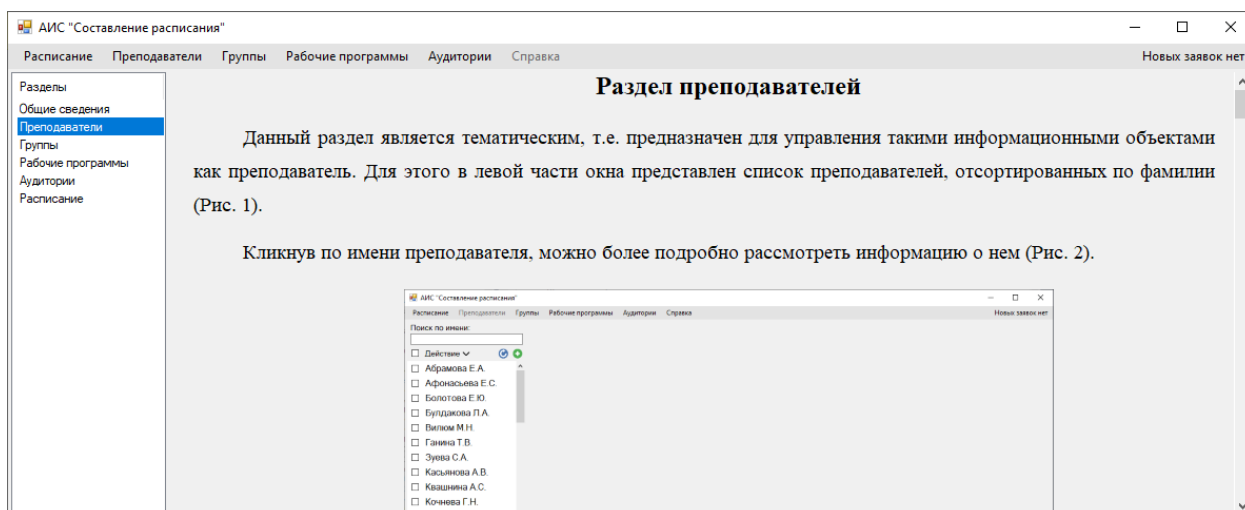 АИС "Составление расписания"
Расписание Преподаватели Группы Рабочие программы Аудитории Справка Новых заявок нет
Разделы
Общие сведения
Преподаватели
Группы
Рабочие программы
Аудитории
Расписание
Раздел преподавателей
Данный раздел является тематическим, т.е. предназначен для управления такими информационными объектами
как преподаватель. Для этого в левой части окна представлен список преподавателей, отсортированных по фамилии
(Рис. 1).
Кликнув по имени преподавателя, можно более подробно рассмотреть информацию о нем (Рис. 2).
АИС "Составление расписания"
Расписание Преподаватели Группы Рабочие программы Аудитории Справка Новых заявок нет
Поиск по имени:
Действие
Абрамова Е.А.
Афонасьева Е.С.
Болотова Е.Ю.
Булдакова Л.А.
Вилюм М.Н.
Ганина Т.В.
Зуева С.А.
Касьянова А.В.
Квашнина А.С.
Кочнева Г.Н.